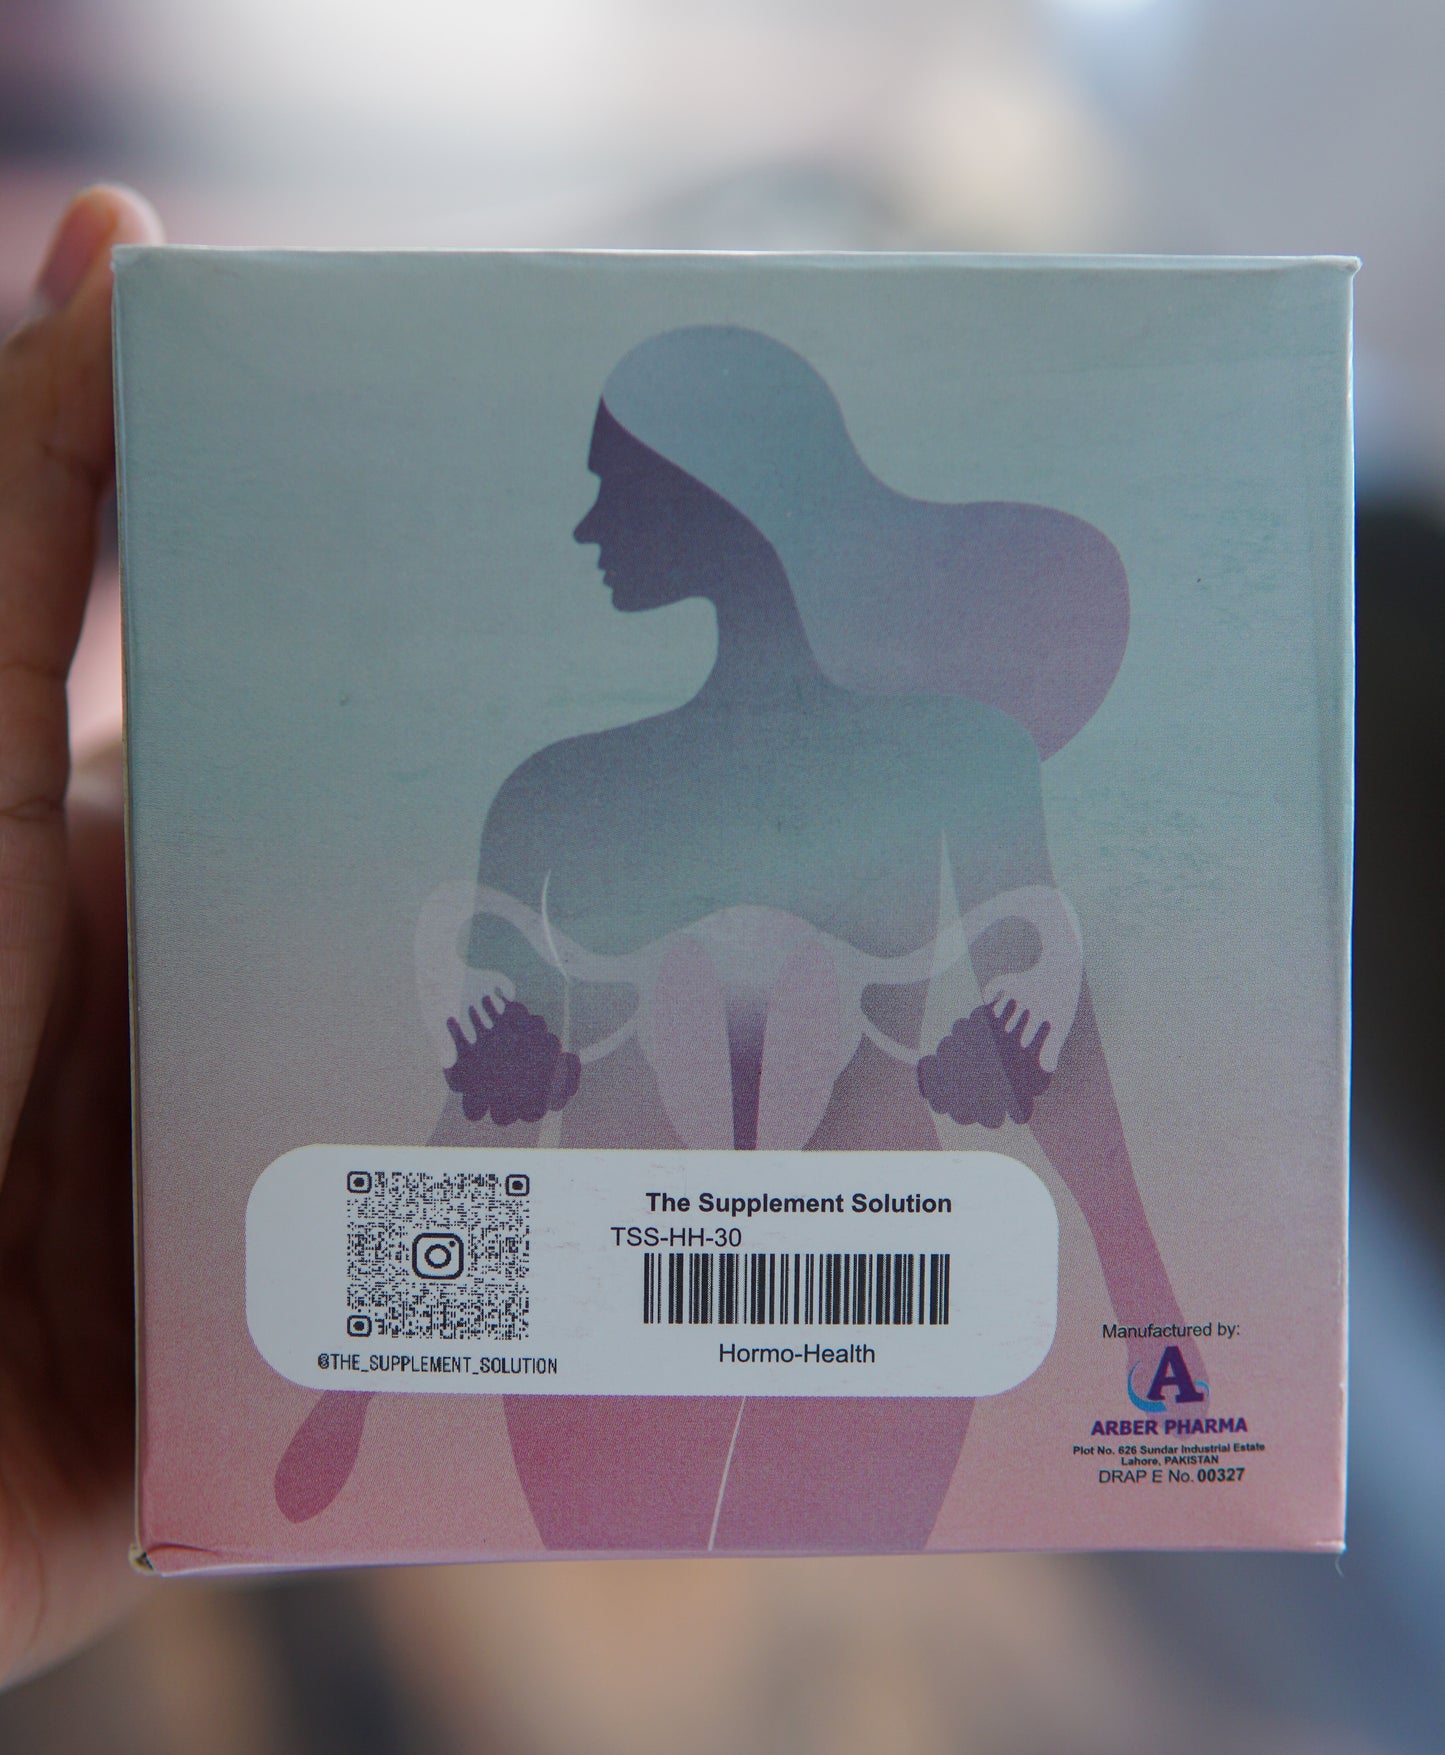 The Supplement Solution
TSS-HH-30
Hormo-Health
@THE_SUPPLEMENT_SOLUTION
Manufactured by:
A
ARBER PHARMA
Plot No. 626 Sundar Industrial Estate
Lahore, PAKISTAN
DRAP E No. 00327